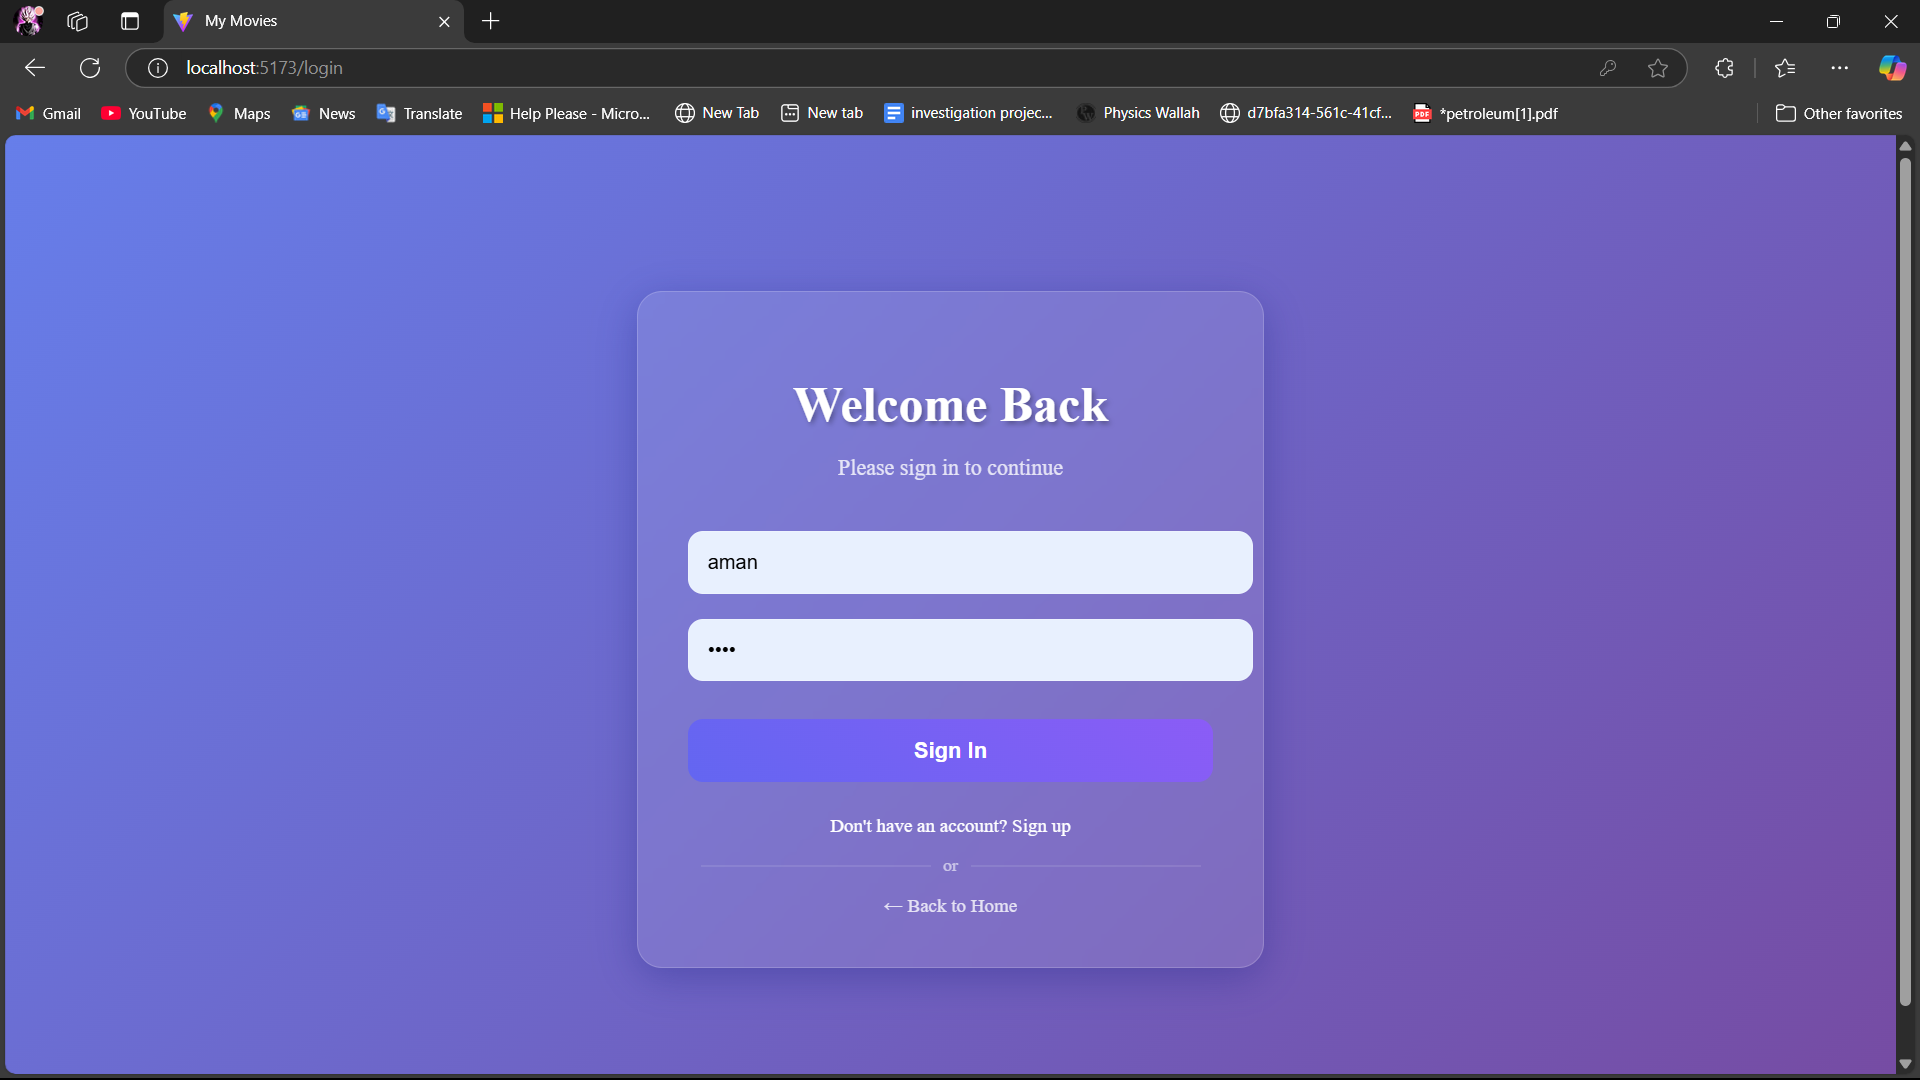 My Movies
localhost:5173/login
Gmail YouTube Maps News Translate Help Please - Micro... New Tab New tab investigation projec... Physics Wallah d7bfa314-561c-41cf... *petroleum[1].pdf Other favorites
Welcome Back
Please sign in to continue
aman
••••
Sign In
Don't have an account? Sign up
or
← Back to Home